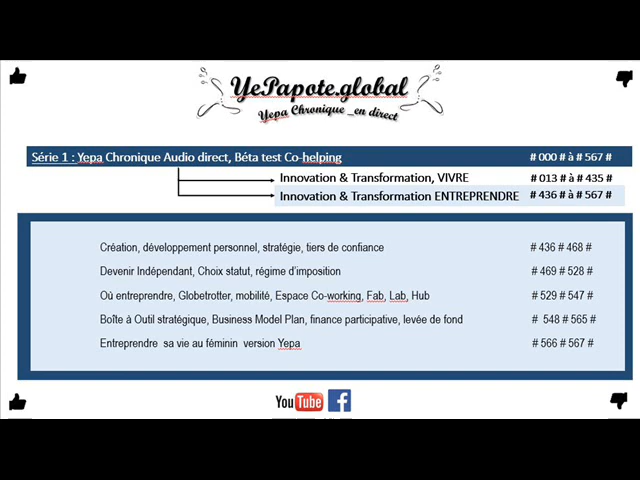 YePapote.global
Yepa Chronique _en direct
Série 1 : Yepa Chronique Audio direct, Béta test Co-helping # 000 # à # 567 #
Innovation & Transformation, VIVRE # 013 # à # 435 #
Innovation & Transformation ENTREPRENDRE # 436 # à # 567 #
Création, développement personnel, stratégie, tiers de confiance # 436 # 468 #
Devenir Indépendant, Choix statut, régime d'imposition # 469 # 528 #
Où entreprendre, Globetrotter, mobilité, Espace Co-working, Fab, Lab, Hub # 529 # 547 #
Boîte à Outil stratégique, Business Model Plan, finance participative, levée de fond # 548 # 565 #
Entreprendre sa vie au féminin version Yepa # 566 # 567 #
YouTube f